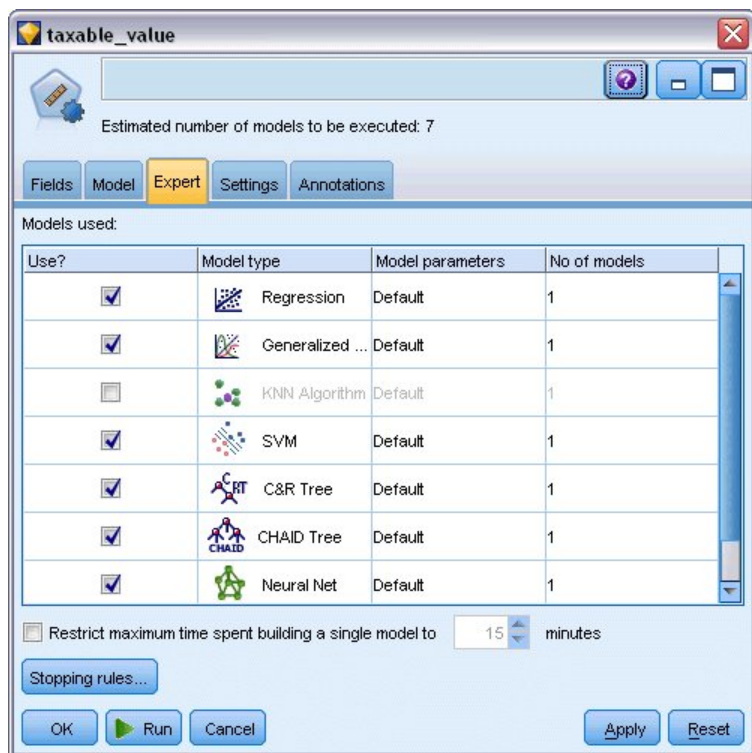 taxable_value
Estimated number of models to be executed: 7
Fields Model Expert Settings Annotations
Models used:
Use? Model type Model parameters No of models
Regression Default 1
Generalized ... Default 1
KNN Algorithm Default 1
SVM Default 1
C&R Tree Default 1
CHAID Tree Default 1
Neural Net Default 1
Restrict maximum time spent building a single model to 15 minutes
Stopping rules...
OK Run Cancel Apply Reset